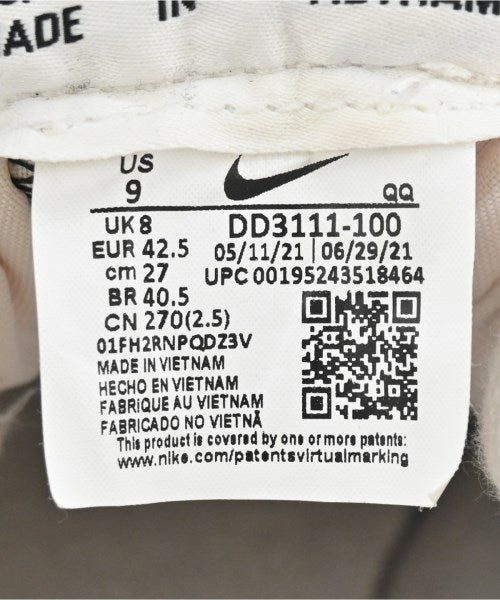 MADE IN
US
9
QQ
UK 8
DD3111-100
EUR 42.5
05/11/21 | 06/29/21
cm 27
UPC 00195243518464
BR 40.5
CN 270(2.5)
01FH2RNPQDZ3V
MADE IN VIETNAM
HECHO EN VIETNAM
FABRIQUE AU VIETNAM
FABRICADO NO VIETNÃ
This product is covered by one or more patents:
www.nike.com/patentsvirtualmarking